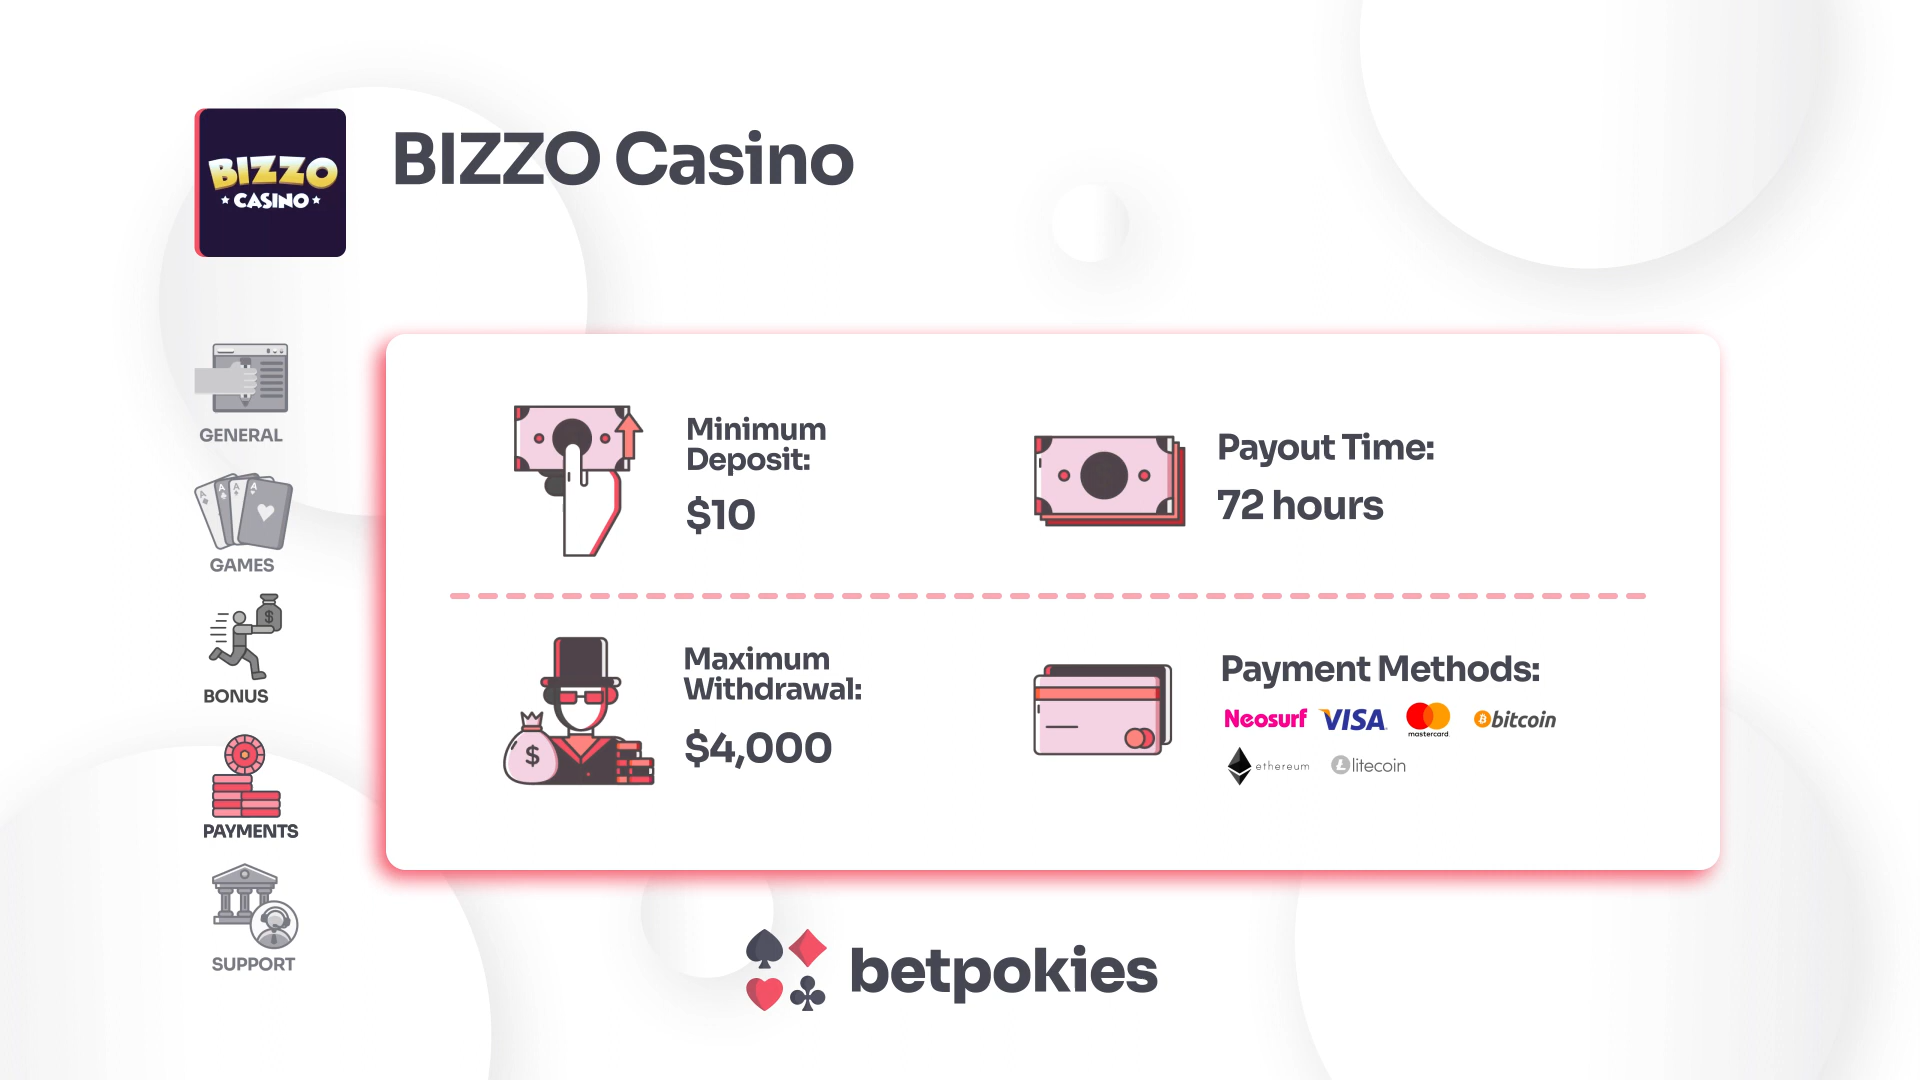 BIZZO
CASINO
BIZZO Casino
GENERAL
GAMES
BONUS
PAYMENTS
SUPPORT
Minimum
Deposit:
$10
Payout Time:
72 hours
Maximum
Withdrawal:
$4,000
Payment Methods:
Neosurf VISA mastercard bitcoin
ethereum litecoin
A A A A
$
$
betpokies